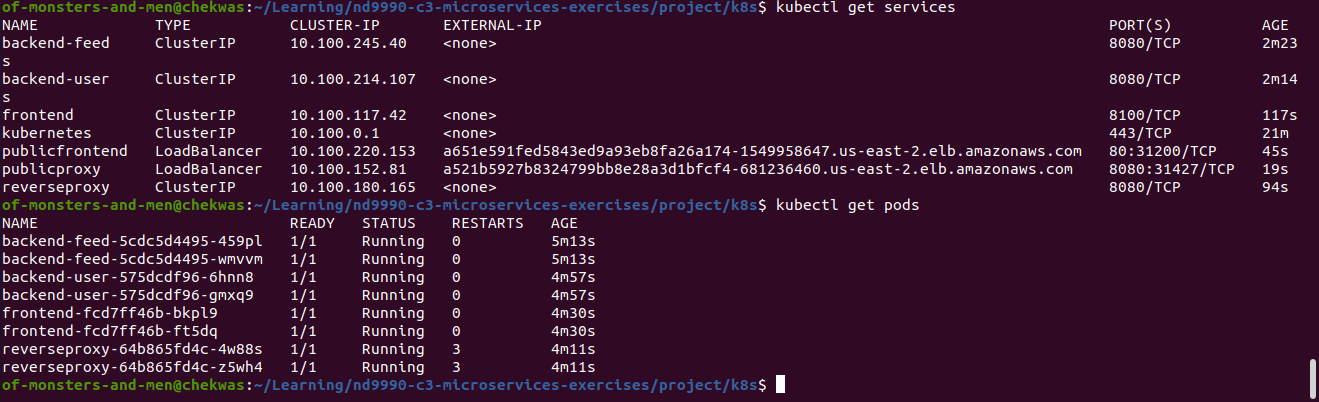 of-monsters-and-men@chekwas:~/Learning/nd9990-c3-microservices-exercises/project/k8s$ kubectl get services
NAME TYPE CLUSTER-IP EXTERNAL-IP PORT(S) AGE
backend-feed ClusterIP 10.100.245.40 <none> 8080/TCP 2m23
s
backend-user ClusterIP 10.100.214.107 <none> 8080/TCP 2m14
s
frontend ClusterIP 10.100.117.42 <none> 8100/TCP 117s
kubernetes ClusterIP 10.100.0.1 <none> 443/TCP 21m
publicfrontend LoadBalancer 10.100.220.153 a651e591fed5843ed9a93eb8fa26a174-1549958647.us-east-2.elb.amazonaws.com 80:31200/TCP 45s
publicproxy LoadBalancer 10.100.152.81 a521b5927b8324799bb8e28a3d1bfcf4-681236460.us-east-2.elb.amazonaws.com 8080:31427/TCP 19s
reverseproxy ClusterIP 10.100.180.165 <none> 8080/TCP 94s
of-monsters-and-men@chekwas:~/Learning/nd9990-c3-microservices-exercises/project/k8s$ kubectl get pods
NAME READY STATUS RESTARTS AGE
backend-feed-5cdc5d4495-459pl 1/1 Running 0 5m13s
backend-feed-5cdc5d4495-wmvvm 1/1 Running 0 5m13s
backend-user-575dcdf96-6hnn8 1/1 Running 0 4m57s
backend-user-575dcdf96-gmxq9 1/1 Running 0 4m57s
frontend-fcd7ff46b-bkpl9 1/1 Running 0 4m30s
frontend-fcd7ff46b-ft5dq 1/1 Running 0 4m30s
reverseproxy-64b865fd4c-4w88s 1/1 Running 3 4m11s
reverseproxy-64b865fd4c-z5wh4 1/1 Running 3 4m11s
of-monsters-and-men@chekwas:~/Learning/nd9990-c3-microservices-exercises/project/k8s$